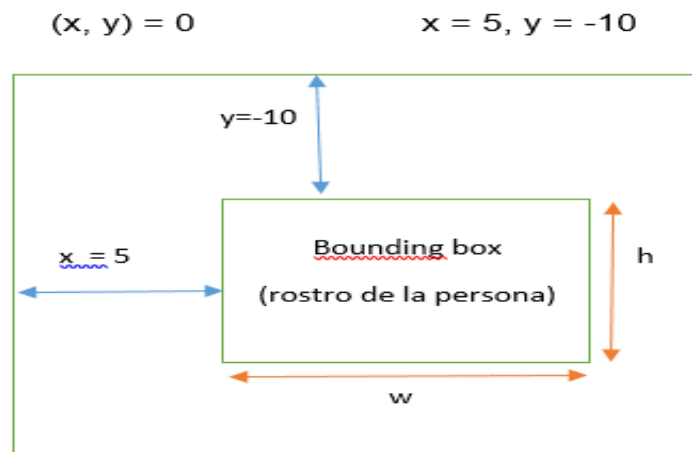 (x, y) = 0
x = 5, y = -10
y=-10
x = 5
Bounding box
(rostro de la persona)
h
w